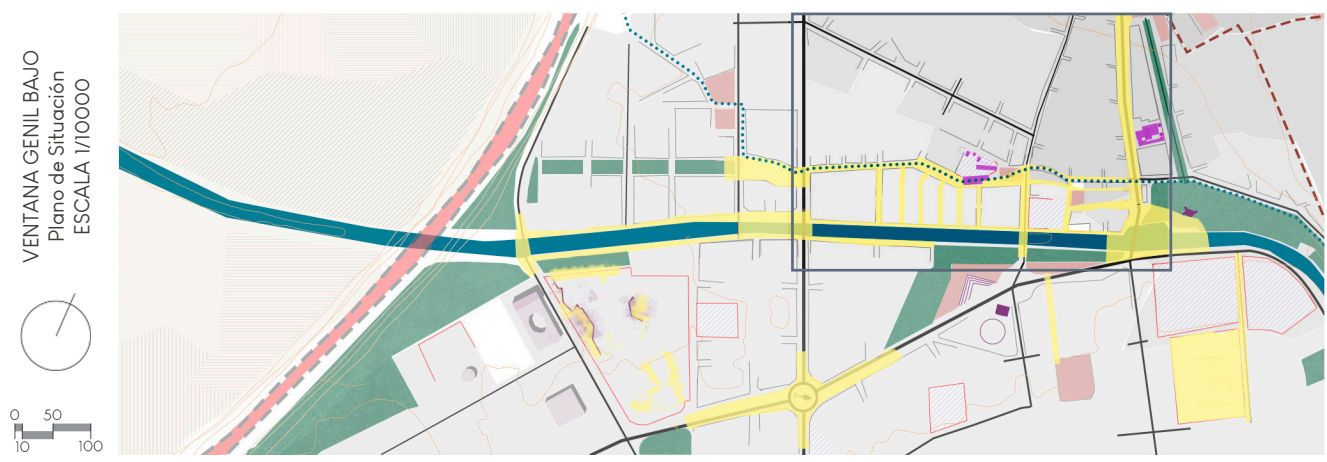 VENTANA GENIL BAJO
Plano de Situación
ESCALA 1/10000
0 50
10 100